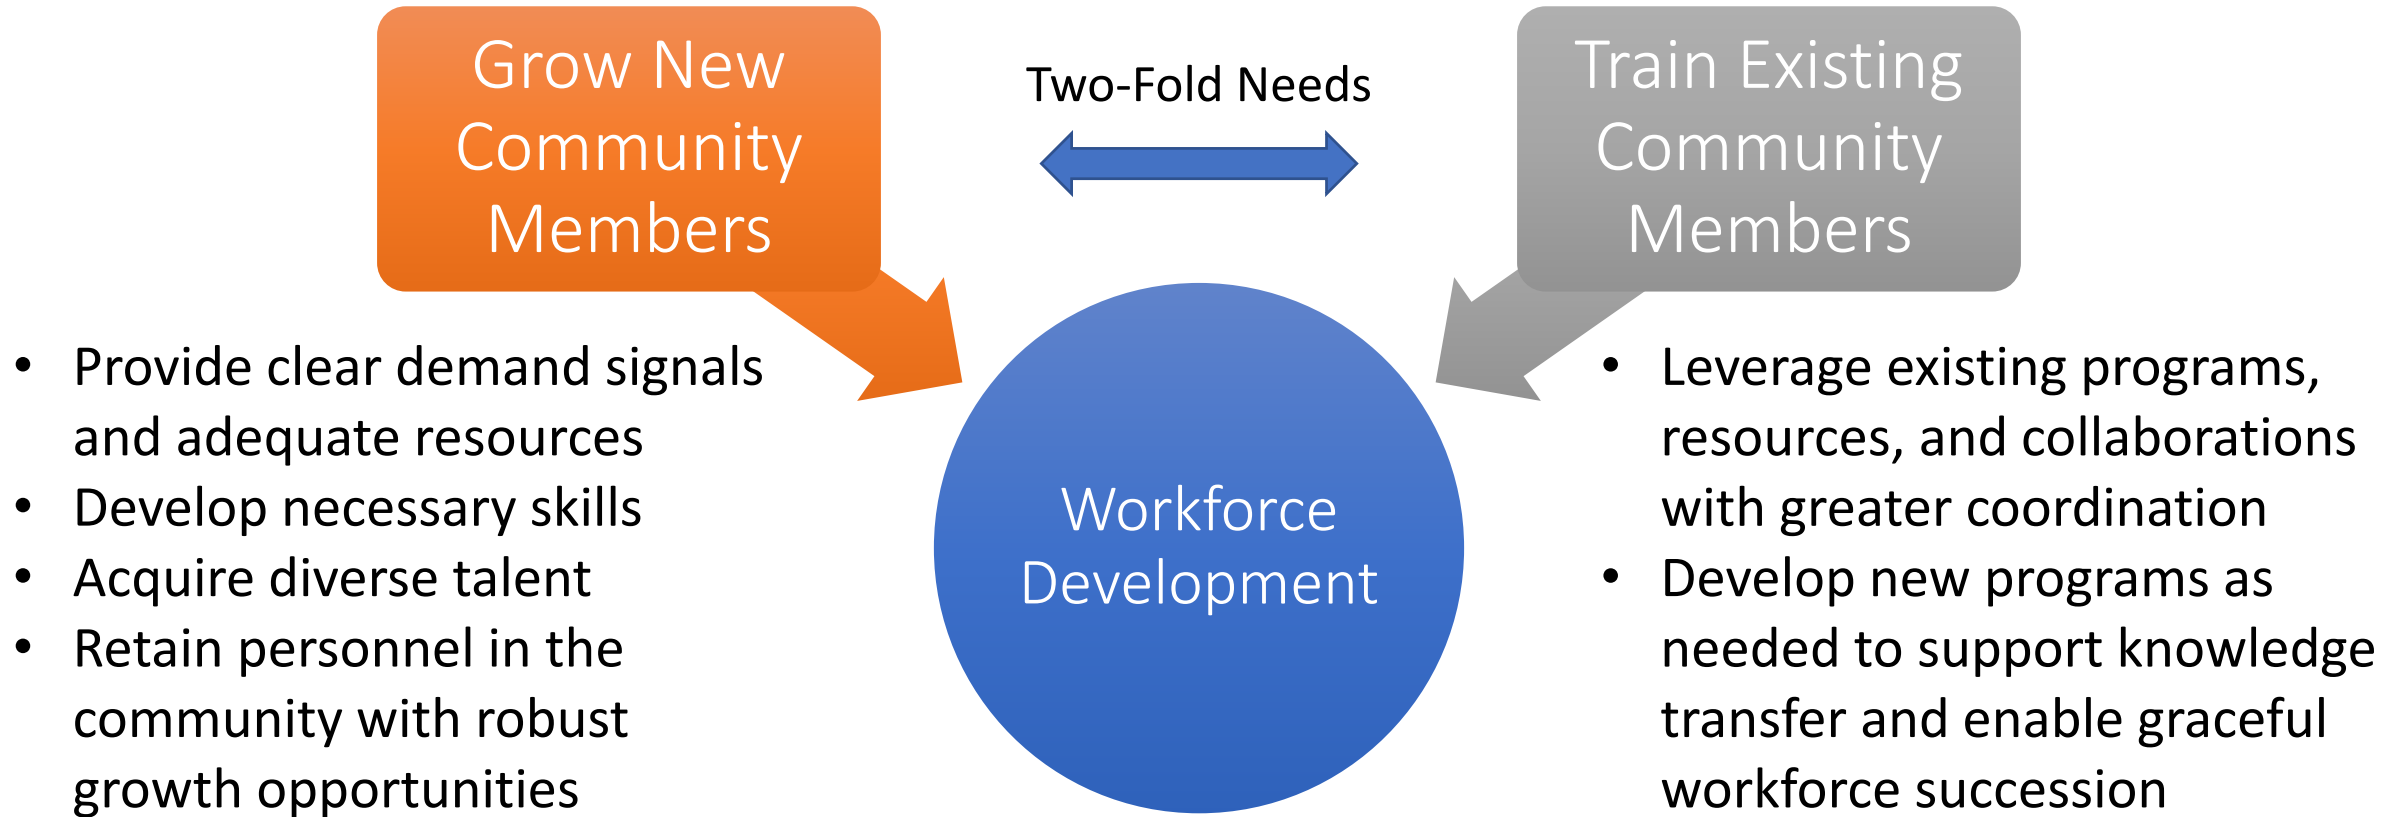 Grow New
Community
Members
Two-Fold Needs
Train Existing
Community
Members
• Provide clear demand signals
and adequate resources
• Develop necessary skills
• Acquire diverse talent
• Retain personnel in the
community with robust
growth opportunities
Workforce
Development
• Leverage existing programs,
resources, and collaborations
with greater coordination
• Develop new programs as
needed to support knowledge
transfer and enable graceful
workforce succession